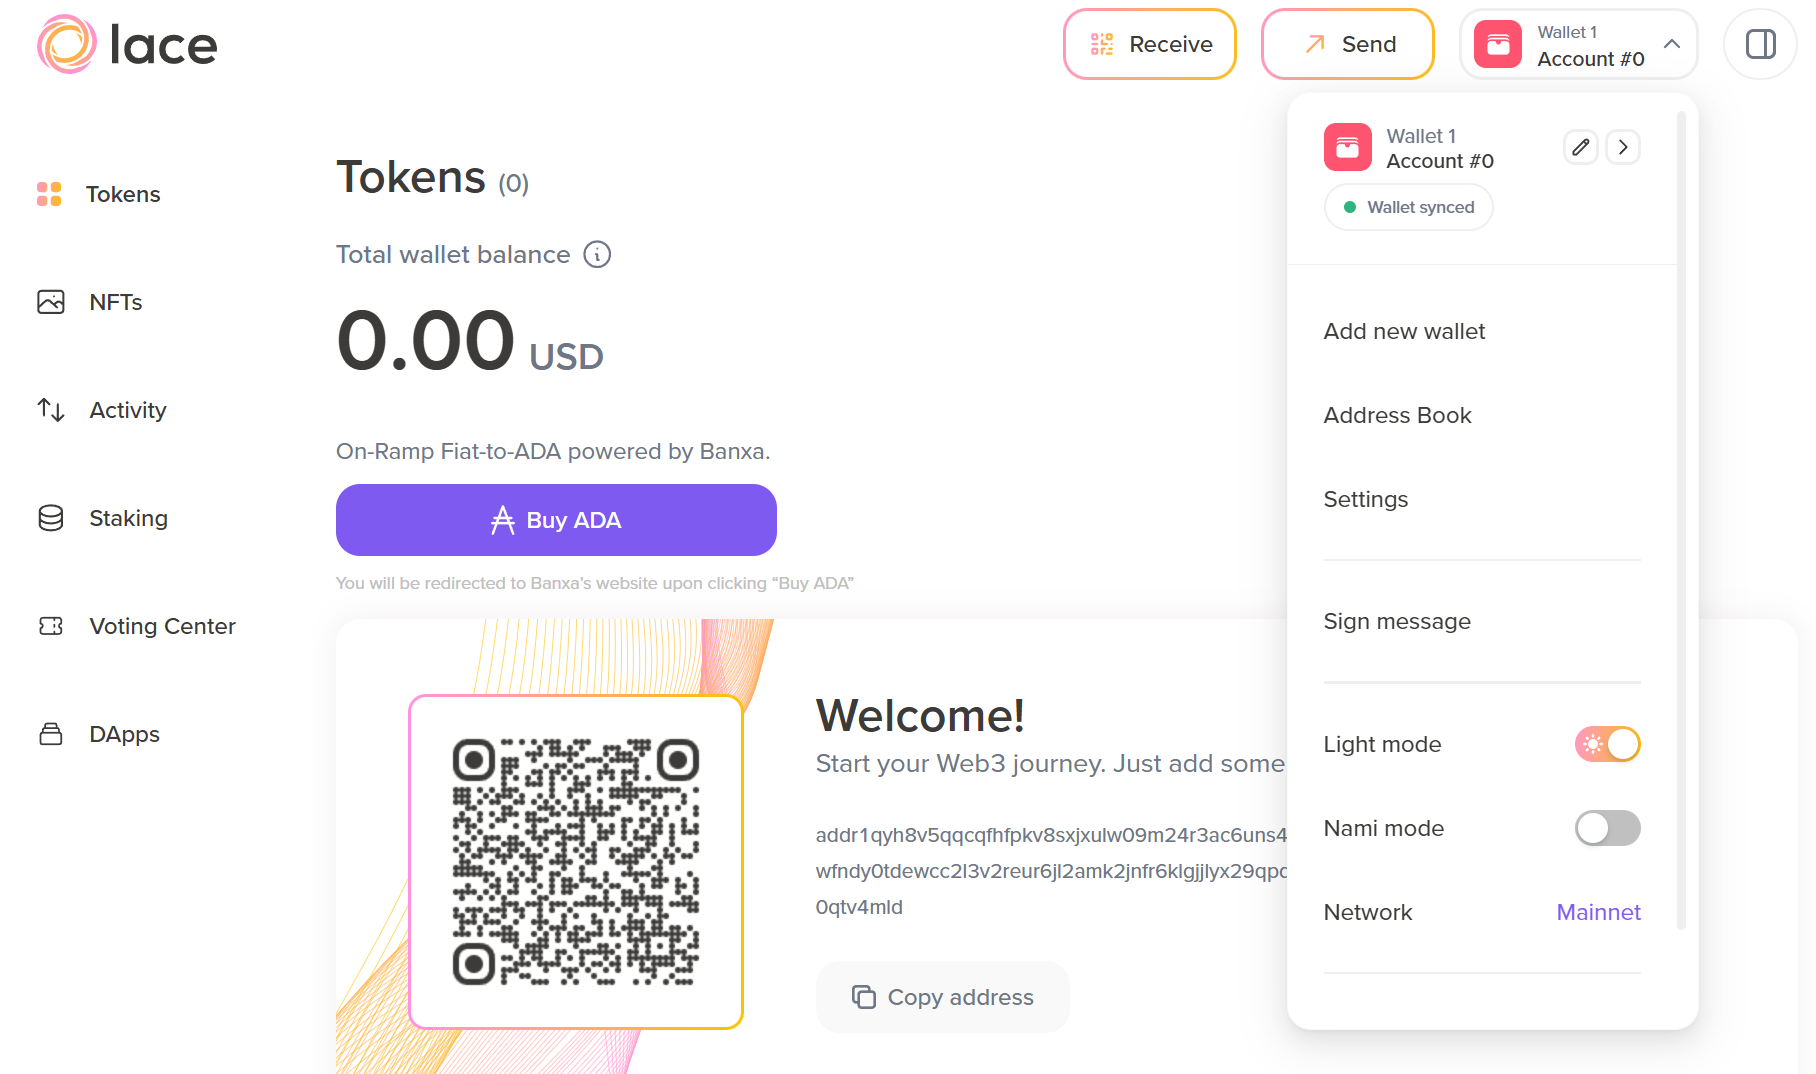 lace
Receive
Send
Wallet 1
Account #0
Tokens
NFTs
Activity
Staking
Voting Center
DApps
Tokens (0)
Total wallet balance
0.00 USD
On-Ramp Fiat-to-ADA powered by Banxa.
Buy ADA
You will be redirected to Banxa's website upon clicking “Buy ADA”
Welcome!
Start your Web3 journey. Just add some
addr1qyh8v5qqcqfhfpkv8sxjxulw09m24r3ac6uns4
wfndy0tdewcc2l3v2reur6jl2amk2jnfr6klgjjlyx29qpc
0qtv4mld
Copy address
Wallet 1
Account #0
Wallet synced
Add new wallet
Address Book
Settings
Sign message
Light mode
Nami mode
Network Mainnet